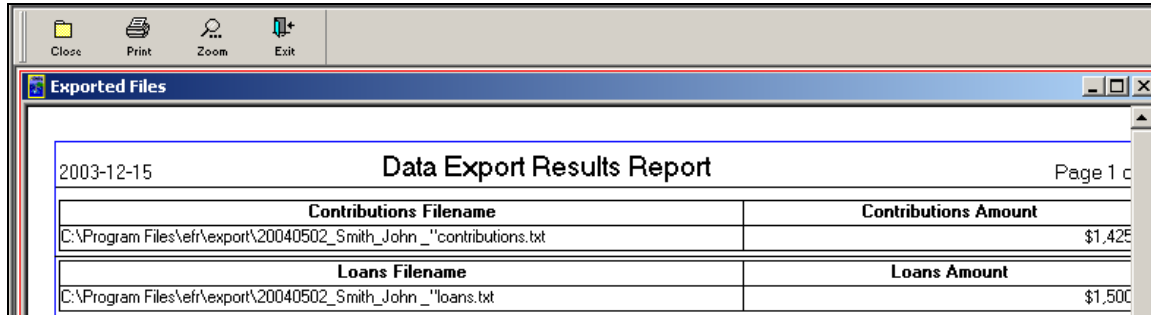 Close Print Zoom Exit
Exported Files
2003-12-15 Data Export Results Report Page 1
Contributions Filename Contributions Amount
C:\Program Files\efr\export\20040502_Smith_John _"contributions.txt $1,425
Loans Filename Loans Amount
C:\Program Files\efr\export\20040502_Smith_John _"loans.txt $1,500